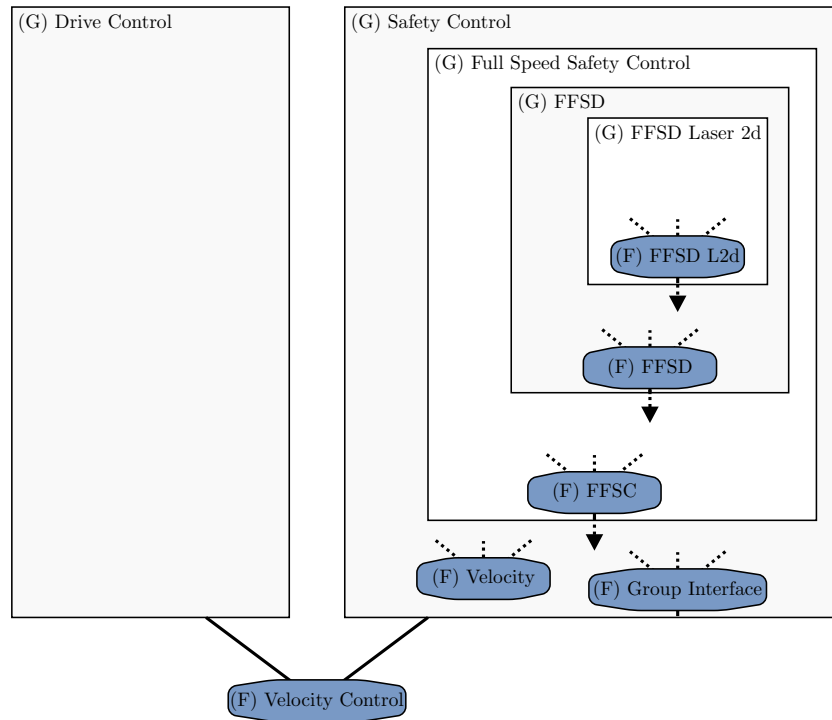 (G) Drive Control
(G) Safety Control
(G) Full Speed Safety Control
(G) FFSD
(G) FFSD Laser 2d
(F) FFSD L2d
(F) FFSD
(F) FFSC
(F) Velocity
(F) Group Interface
(F) Velocity Control